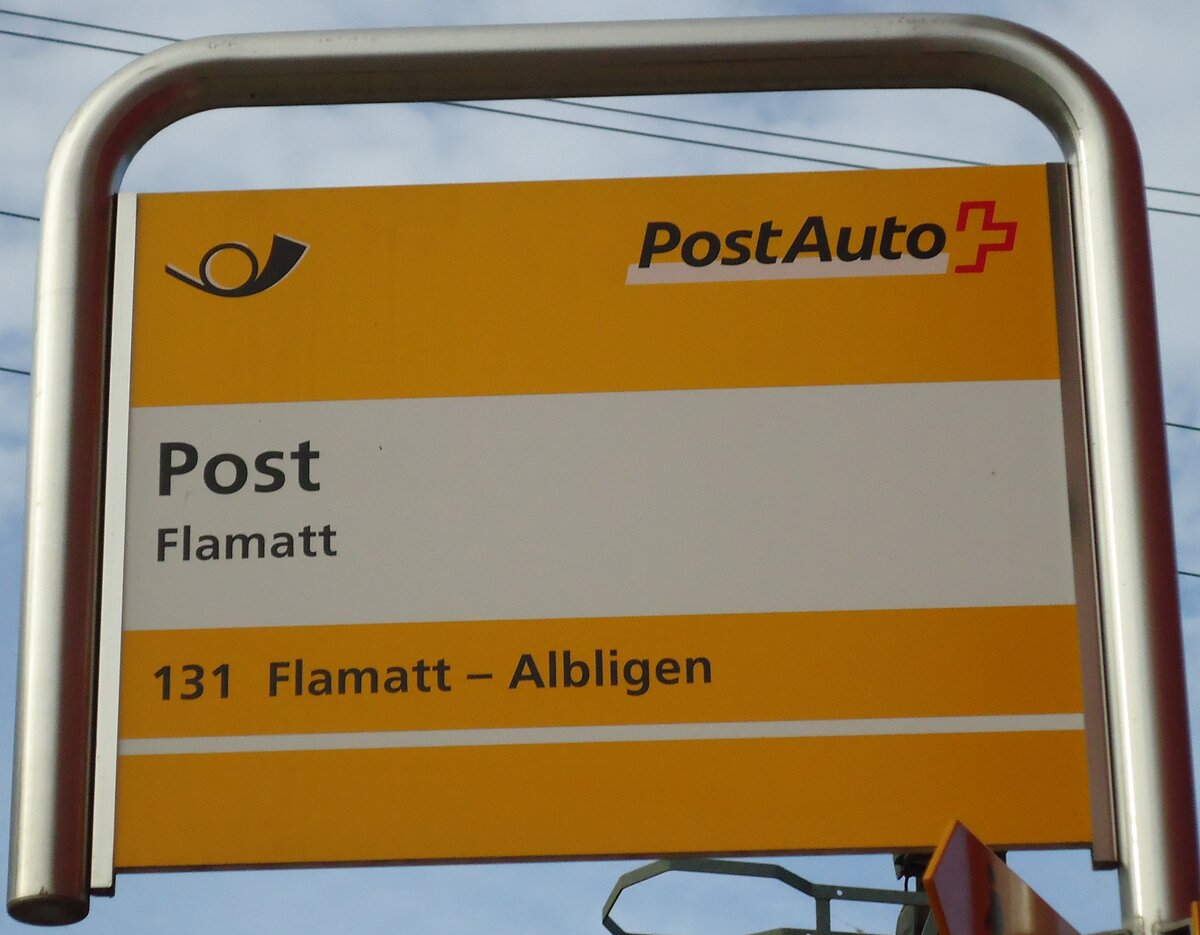 PostAuto
Post
Flamatt
131 Flamatt – Albligen